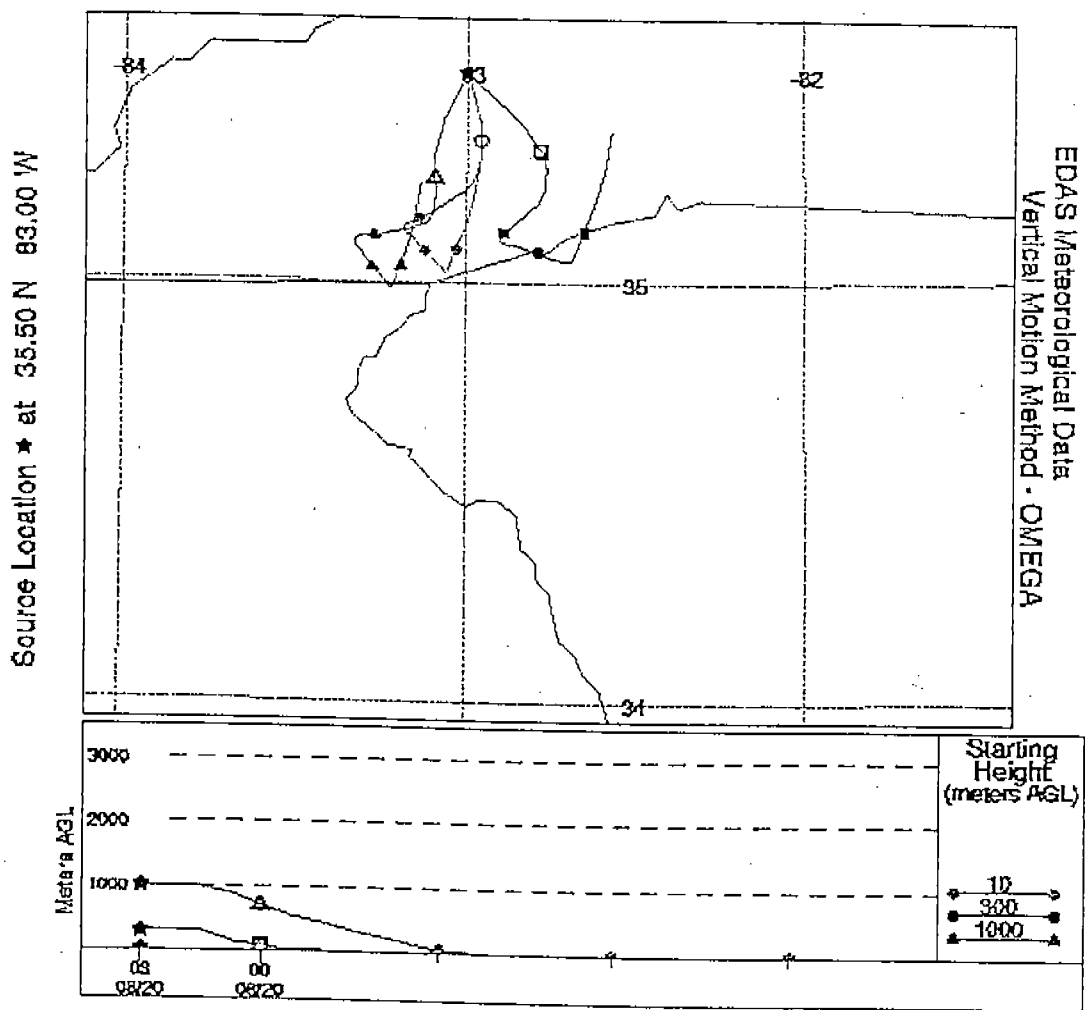 Source Location ★ at 35.50 N 83.00 W
-84
83
-82
35
34
EDAS Meteorological Data
Vertical Motion Method - OMEGA
Meters AGL
3000
2000
1000
03
08/20
00
08/20
Starting
Height
(meters AGL)
10
300
1000